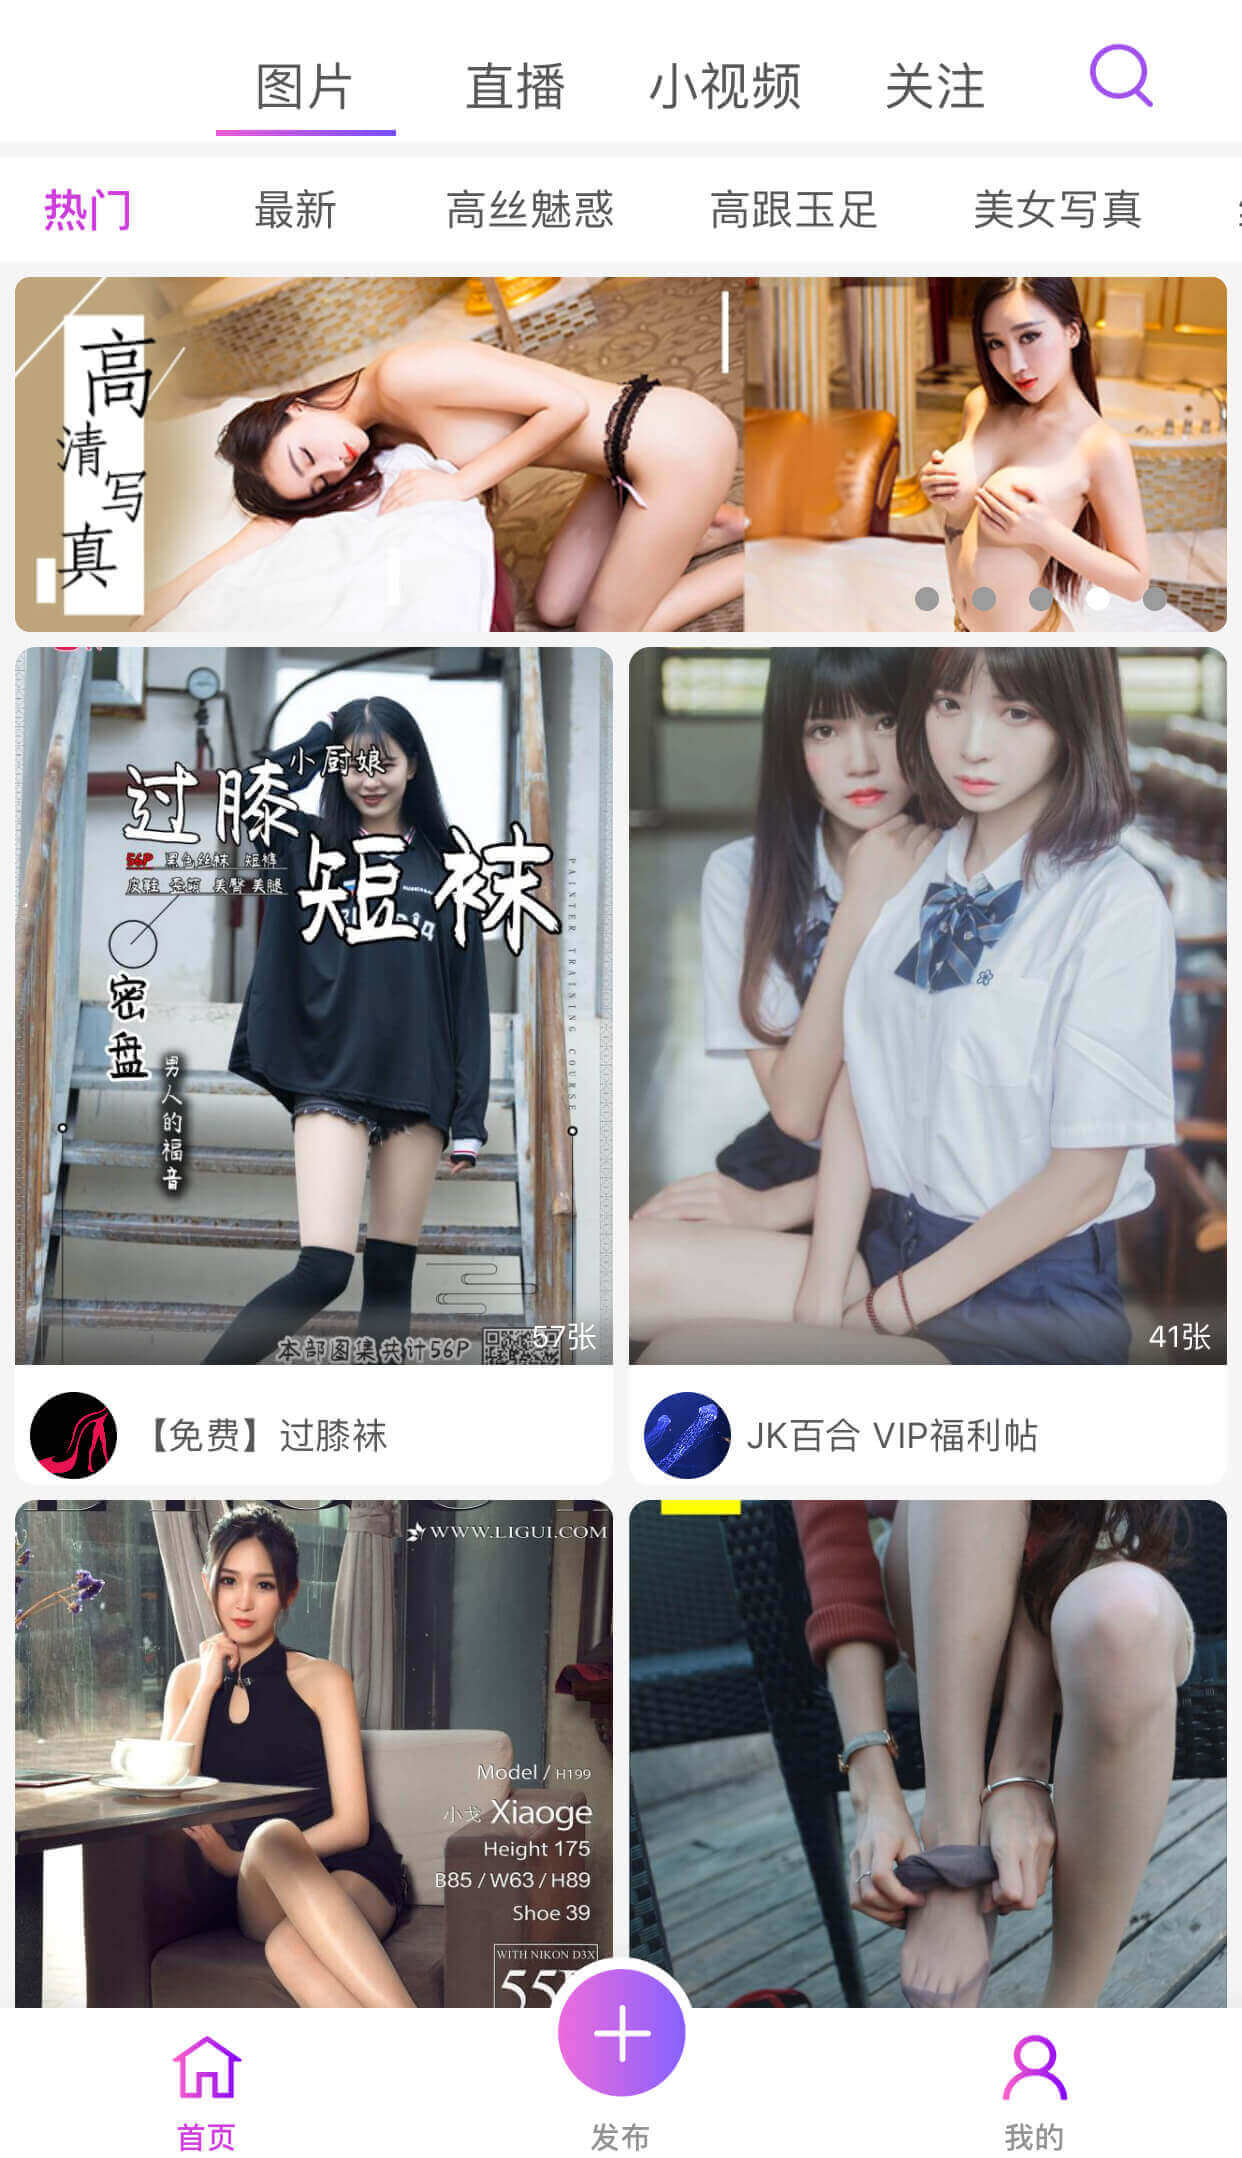 图片 直播 小视频 关注
热门 最新 高丝魅惑 高跟玉足 美女写真
高清写真
小厨娘
过膝
短袜
56P 黑色丝袜 短裤
皮鞋 美臀 美腿
密盘
男人的福音
PAINTER TRAINING COURSE
本部图集共计56P
57张
41张
【免费】过膝袜
JK百合 VIP福利帖
WWW.LIGUI.COM
Model / H199
小戈 Xiaoge
Height 175
B85 / W63 / H89
Shoe 39
WITH NIKON D3X
首页 发布 我的